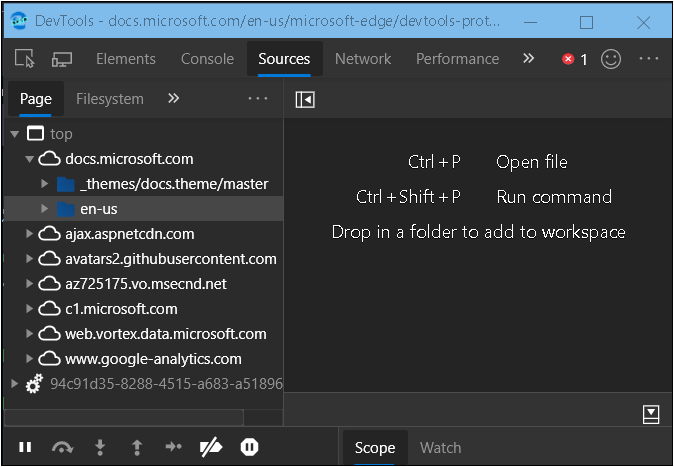 DevTools - docs.microsoft.com/en-us/microsoft-edge/devtools-prot...
Elements Console Sources Network Performance » 1 ···
Page Filesystem » ···
top
docs.microsoft.com
_themes/docs.theme/master
en-us
ajax.aspnetcdn.com
avatars2.githubusercontent.com
az725175.vo.msecnd.net
c1.microsoft.com
web.vortex.data.microsoft.com
www.google-analytics.com
94c91d35-8288-4515-a683-a51896
Ctrl + P Open file
Ctrl + Shift + P Run command
Drop in a folder to add to workspace
Scope Watch